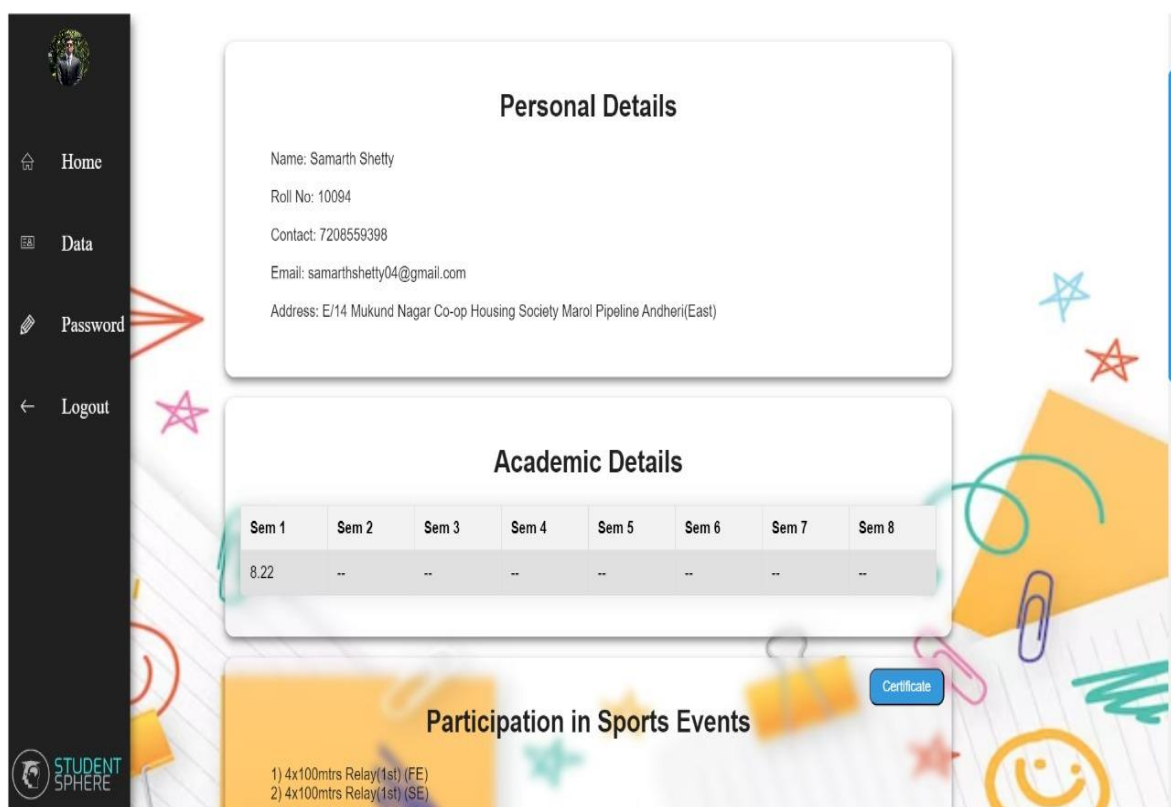 Home
Data
Password
Logout
STUDENT
SPHERE
Personal Details
Name: Samarth Shetty
Roll No: 10094
Contact: 7208559398
Email: samarthshetty04@gmail.com
Address: E/14 Mukund Nagar Co-op Housing Society Marol Pipeline Andheri(East)
Academic Details
Sem 1 Sem 2 Sem 3 Sem 4 Sem 5 Sem 6 Sem 7 Sem 8
8.22 -- -- -- -- -- -- --
Certificate
Participation in Sports Events
1) 4x100mtrs Relay(1st) (FE)
2) 4x100mtrs Relay(1st) (SE)